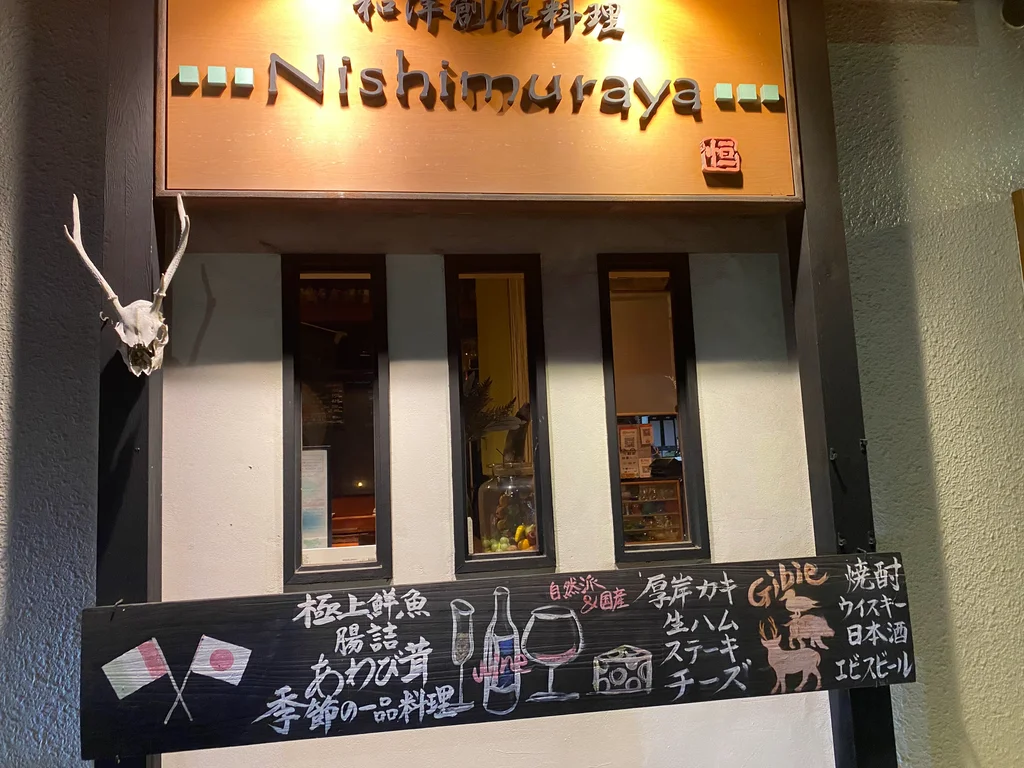 和洋創作料理
Nishimuraya
恒
極上鮮魚
腸詰
あわび茸
季節の一品料理
Wine
自然派
&国産
厚岸カキ
生ハム
ステーキ
チーズ
Gibie
焼酎
ウイスキー
日本酒
エビスビール